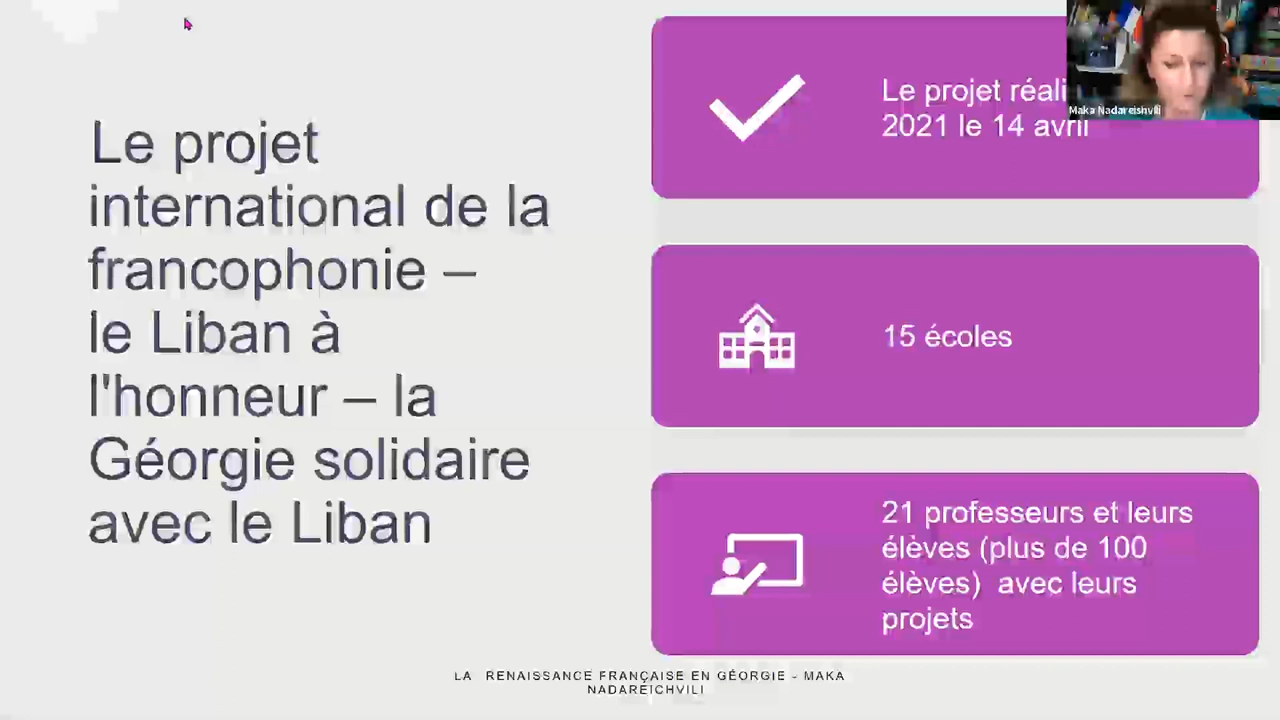 Le projet
international de la
francophonie –
le Liban à
l'honneur – la
Géorgie solidaire
avec le Liban
Le projet réali
2021 le 14 avril
Maka Nadareishvili
15 écoles
21 professeurs et leurs
élèves (plus de 100
élèves) avec leurs
projets
LA RENAISSANCE FRANÇAISE EN GÉORGIE - MAKA
NADAREICHVILI